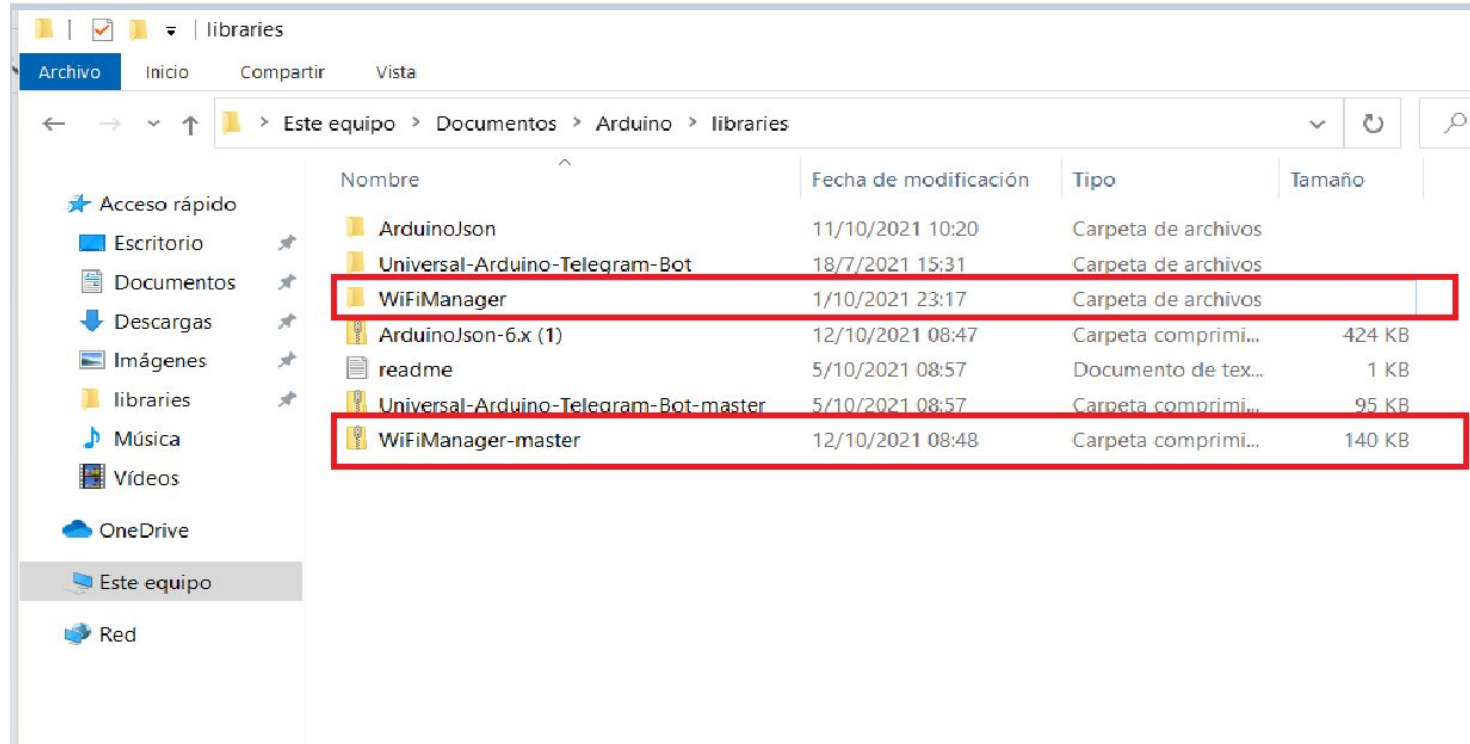 libraries
Archivo Inicio Compartir Vista
Este equipo > Documentos > Arduino > libraries
Nombre Fecha de modificación Tipo Tamaño
Acceso rápido
Escritorio
Documentos
Descargas
Imágenes
libraries
Música
Vídeos
OneDrive
Este equipo
Red
ArduinoJson 11/10/2021 10:20 Carpeta de archivos
Universal-Arduino-Telegram-Bot 18/7/2021 15:31 Carpeta de archivos
WiFiManager 1/10/2021 23:17 Carpeta de archivos
ArduinoJson-6.x (1) 12/10/2021 08:47 Carpeta comprimi... 424 KB
readme 5/10/2021 08:57 Documento de tex... 1 KB
Universal-Arduino-Telegram-Bot-master 5/10/2021 08:57 Carpeta comprimi... 95 KB
WiFiManager-master 12/10/2021 08:48 Carpeta comprimi... 140 KB